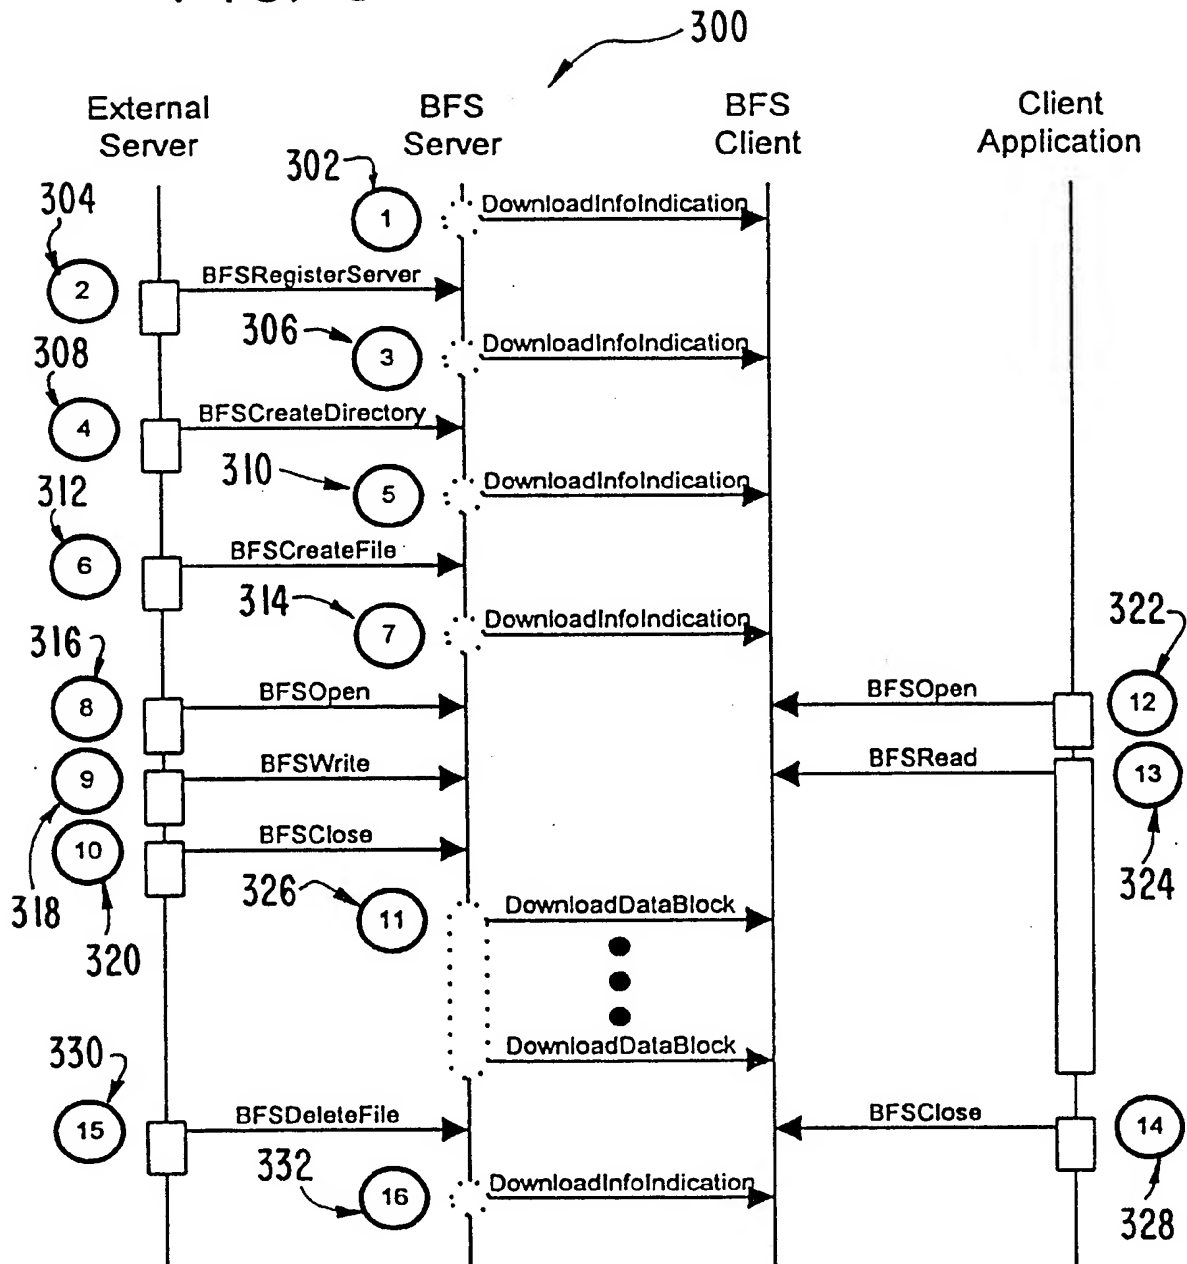 300
External Server
BFS Server
BFS Client
Client Application
302
1
DownloadInfoIndication
304
2
BFSRegisterServer
306
3
DownloadInfoIndication
308
4
BFSCreateDirectory
310
5
DownloadInfoIndication
312
6
BFSCreateFile
314
7
DownloadInfoIndication
316
8
BFSOpen
BFSOpen
322
12
9
BFSWrite
BFSRead
13
318
10
BFSClose
324
320
326
11
DownloadDataBlock
DownloadDataBlock
330
15
BFSDeleteFile
BFSClose
14
328
332
16
DownloadInfoIndication